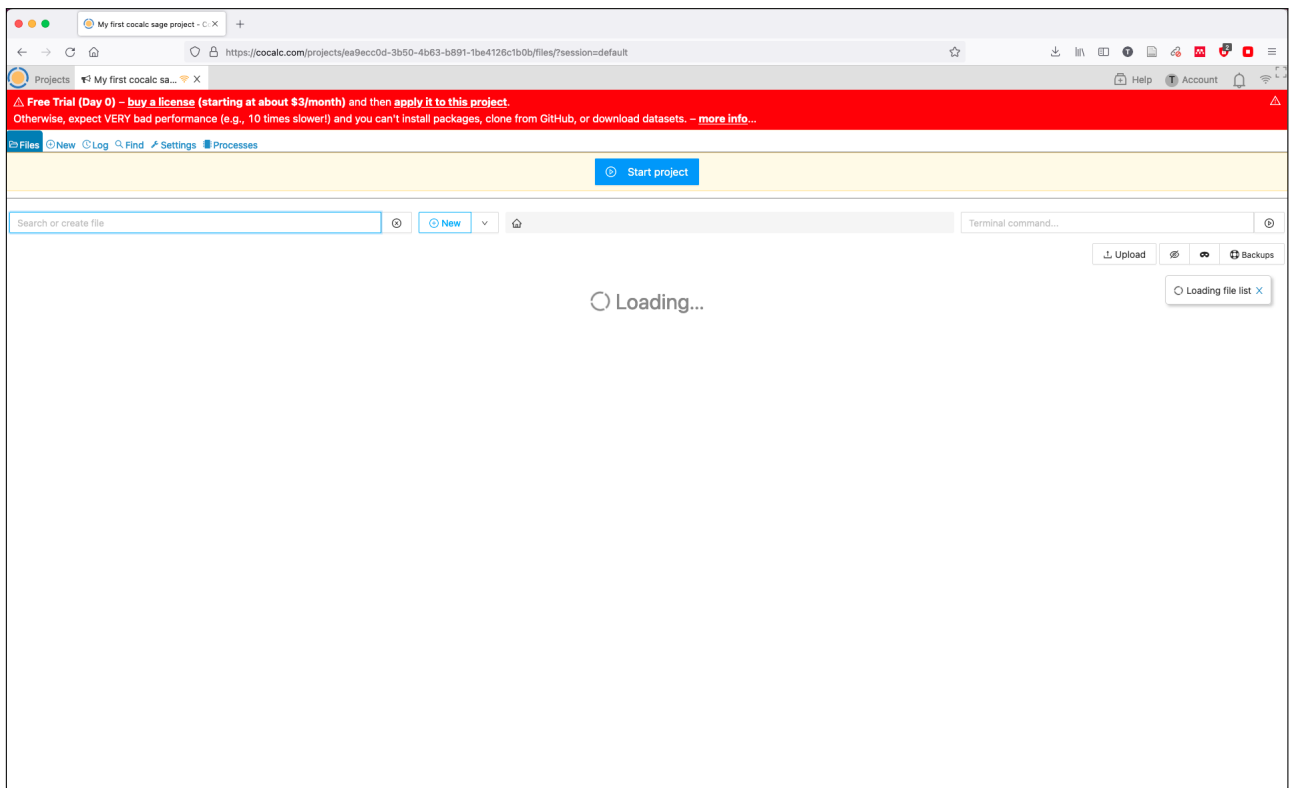 My first cocalc sage project - C
https://cocalc.com/projects/ea9ecc0d-3b50-4b63-b891-1be4126c1b0b/files/?session=default
Projects My first cocalc sa... Help T Account
Free Trial (Day 0) – buy a license (starting at about $3/month) and then apply it to this project.
Otherwise, expect VERY bad performance (e.g., 10 times slower!) and you can't install packages, clone from GitHub, or download datasets. – more info...
Files New Log Find Settings Processes
Start project
Search or create file New Terminal command...
Upload Backups
Loading file list
Loading...